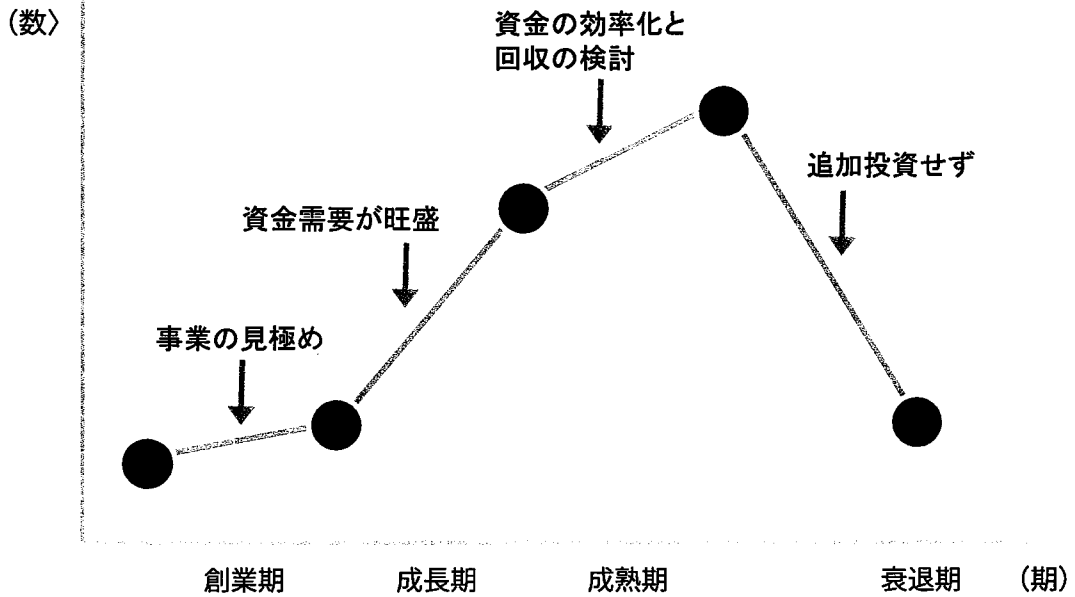 （数〉
資金の効率化と
回収の検討
追加投資せず
資金需要が旺盛
事業の見極め
創業期
成長期
成熟期
衰退期
（期）